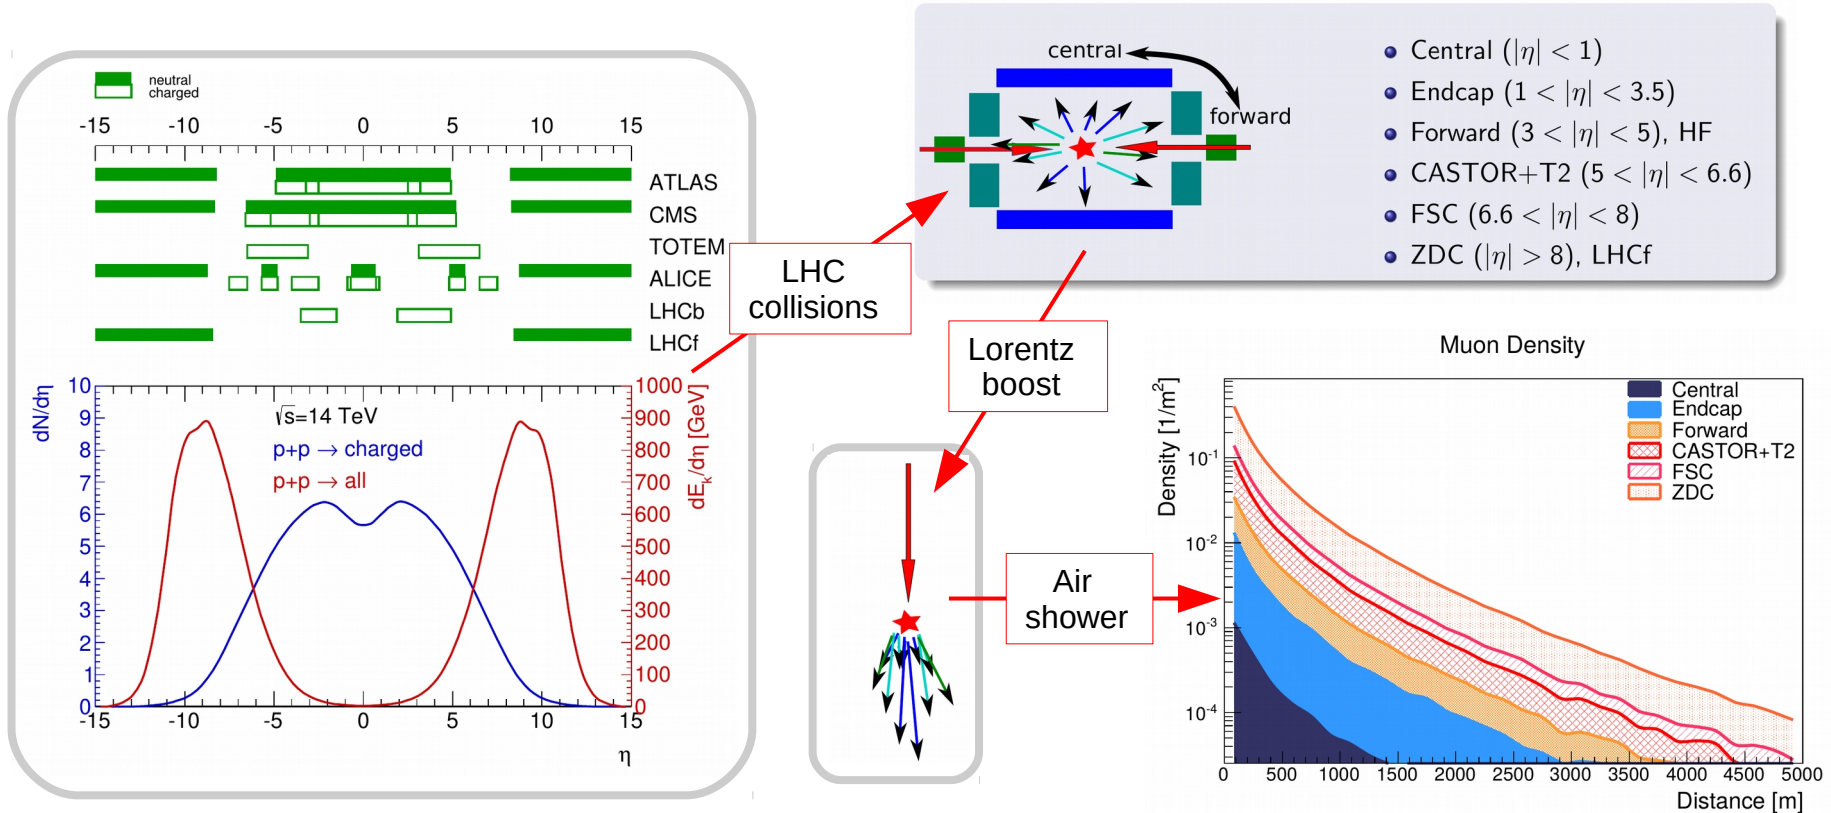 neutral
charged
-15 -10 -5 0 5 10 15
ATLAS
CMS
TOTEM
ALICE
LHCb
LHCf
dN/dη
10
9
8
7
6
5
4
3
2
1
0
√s=14 TeV
p+p → charged
p+p → all
1000
900
800
700
600
500
400
300
200
100
0
dE_k/dη [GeV]
-15 -10 -5 0 5 10 15
η
LHC
collisions
central
forward
Central (|η| < 1)
Endcap (1 < |η| < 3.5)
Forward (3 < |η| < 5), HF
CASTOR+T2 (5 < |η| < 6.6)
FSC (6.6 < |η| < 8)
ZDC (|η| > 8), LHCf
Lorentz
boost
Air
shower
Muon Density
Density [1/m²]
10⁻¹
10⁻²
10⁻³
10⁻⁴
Central
Endcap
Forward
CASTOR+T2
FSC
ZDC
0 500 1000 1500 2000 2500 3000 3500 4000 4500 5000
Distance [m]